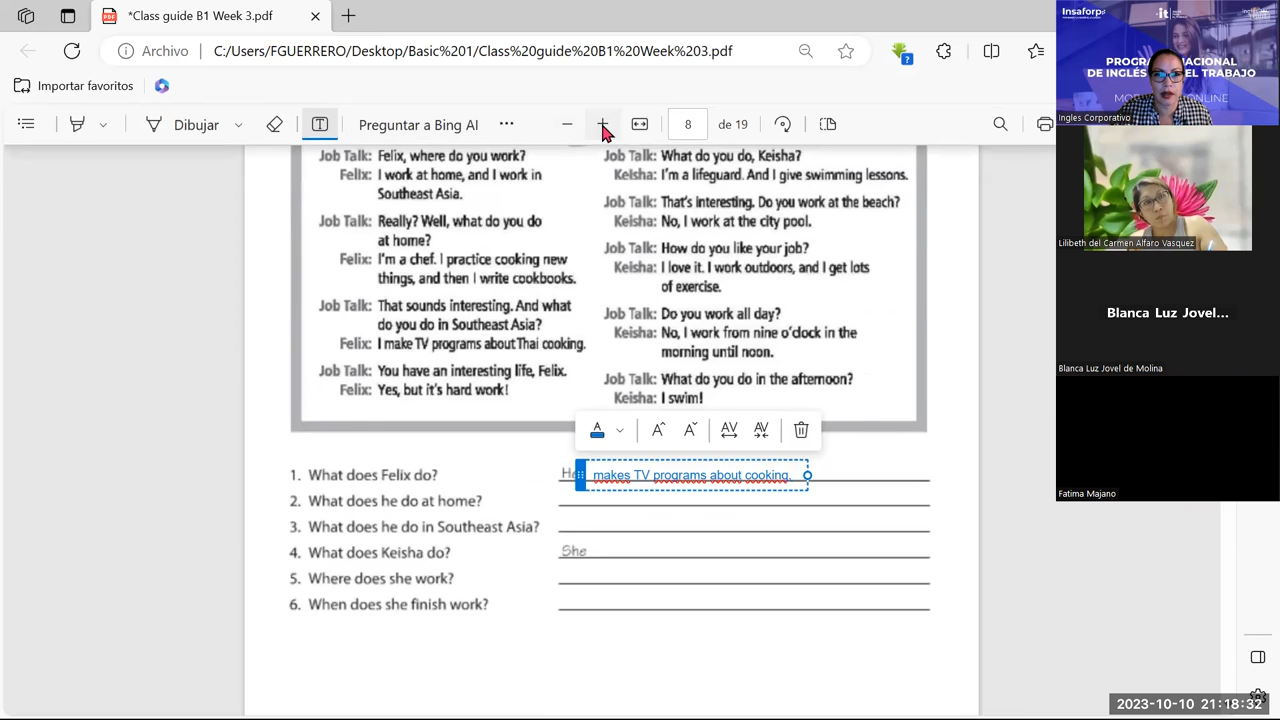 *Class guide B1 Week 3.pdf
Archivo
C:/Users/FGUERRERO/Desktop/Basic%201/Class%20guide%20B1%20Week%203.pdf
Importar favoritos
Dibujar
Preguntar a Bing AI
8
de 19
Job Talk: Felix, where do you work?
Felix: I work at home, and I work in
Southeast Asia.
Job Talk: Really? Well, what do you do
at home?
Felix: I'm a chef. I practice cooking new
things, and then I write cookbooks.
Job Talk: That sounds interesting. And what
do you do in Southeast Asia?
Felix: I make TV programs about Thai cooking.
Job Talk: You have an interesting life, Felix.
Felix: Yes, but it's hard work!
Job Talk: What do you do, Keisha?
Keisha: I'm a lifeguard. And I give swimming lessons.
Job Talk: That's interesting. Do you work at the beach?
Keisha: No, I work at the city pool.
Job Talk: How do you like your job?
Keisha: I love it. I work outdoors, and I get lots
of exercise.
Job Talk: Do you work all day?
Keisha: No, I work from nine o'clock in the
morning until noon.
Job Talk: What do you do in the afternoon?
Keisha: I swim!
1. What does Felix do? He makes TV programs about cooking.
2. What does he do at home?
3. What does he do in Southeast Asia?
4. What does Keisha do? She
5. Where does she work?
6. When does she finish work?
Insaforp
Ingles Corporativo
Lilibeth del Carmen Alfaro Vasquez
Blanca Luz Jovel...
Blanca Luz Jovel de Molina
Fatima Majano
2023-10-10 21:18:32